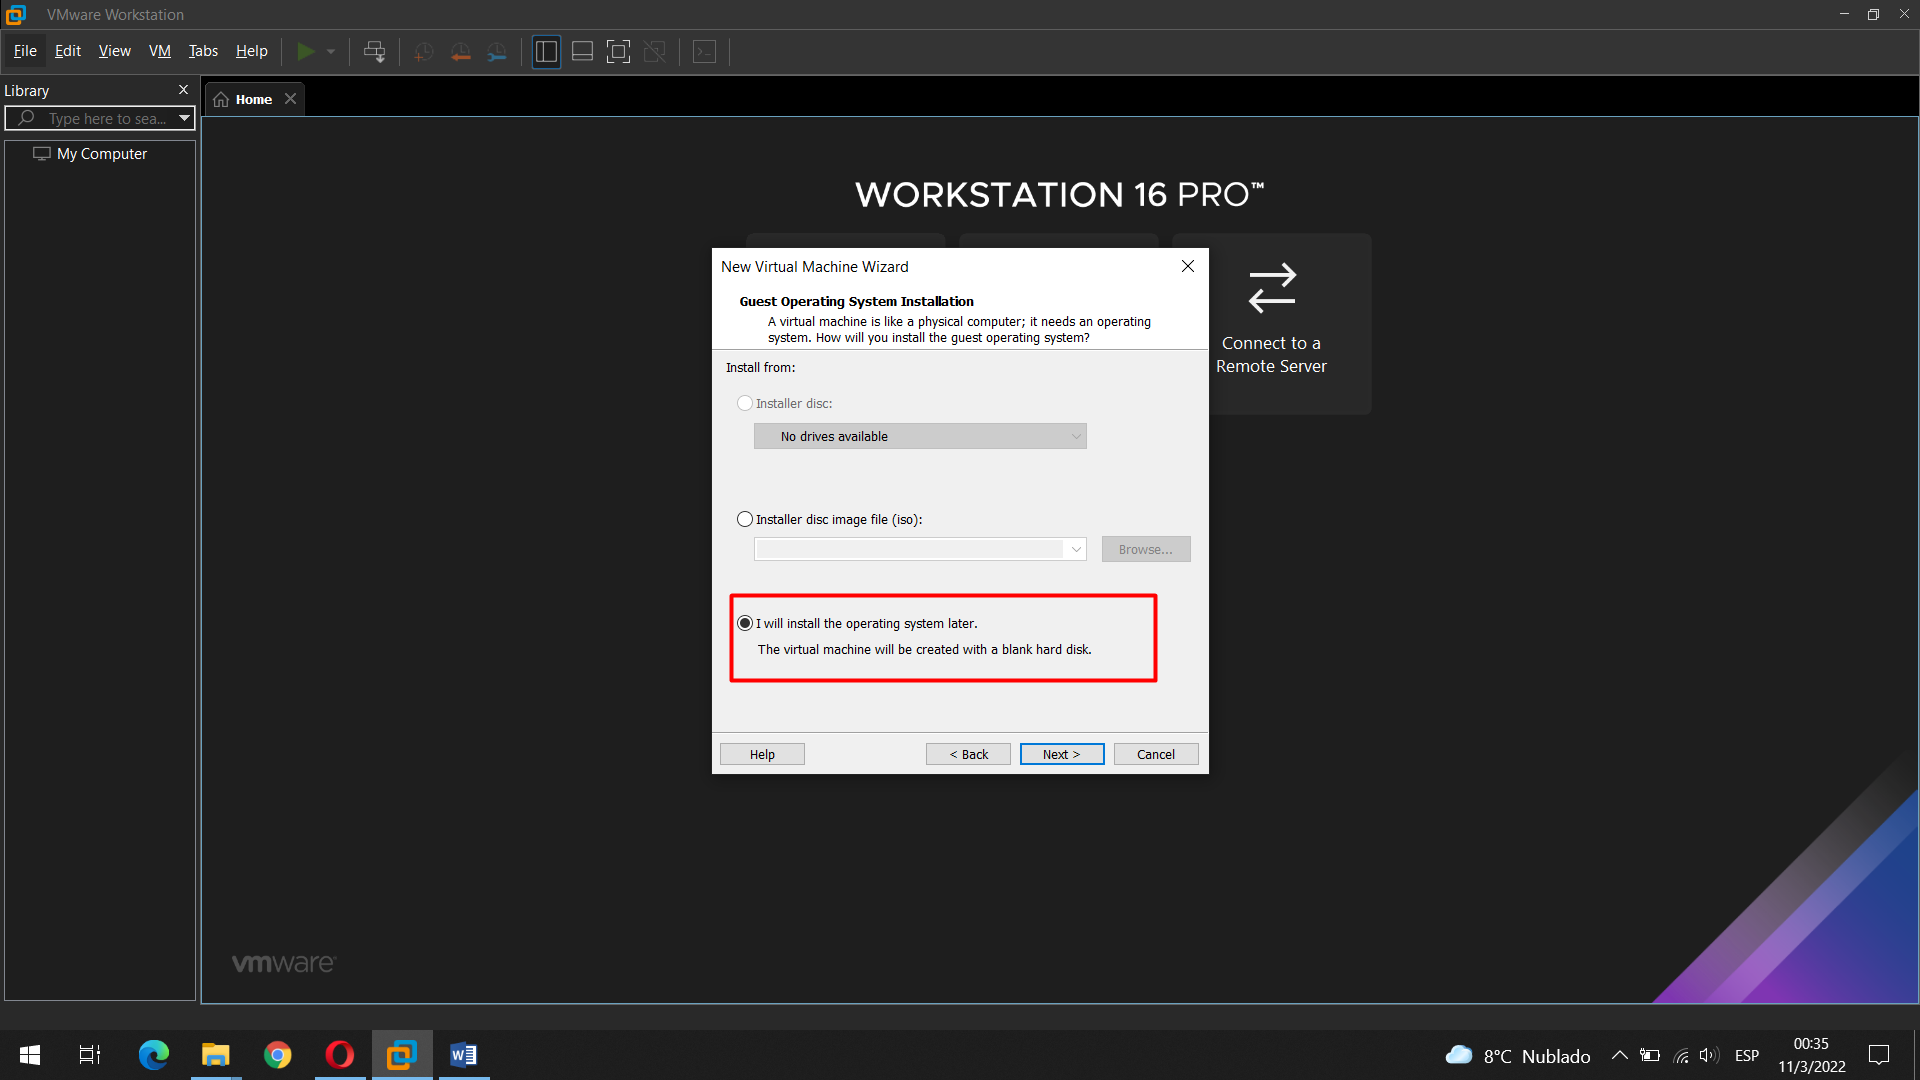 VMware Workstation
File Edit View VM Tabs Help
Library
Type here to sea...
My Computer
Home
WORKSTATION 16 PRO™
New Virtual Machine Wizard
Guest Operating System Installation
A virtual machine is like a physical computer; it needs an operating
system. How will you install the guest operating system?
Install from:
Installer disc:
No drives available
Installer disc image file (iso):
Browse...
I will install the operating system later.
The virtual machine will be created with a blank hard disk.
Help < Back Next > Cancel
Connect to a
Remote Server
vmware
8°C Nublado
ESP
00:35
11/3/2022